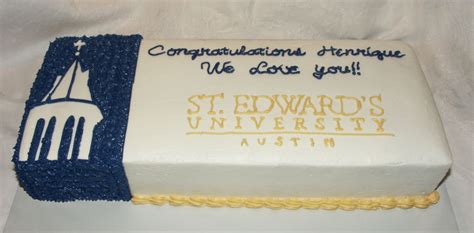 Congratulations Henrique
We Love you!!
ST. EDWARD'S
UNIVERSITY
AUSTIN